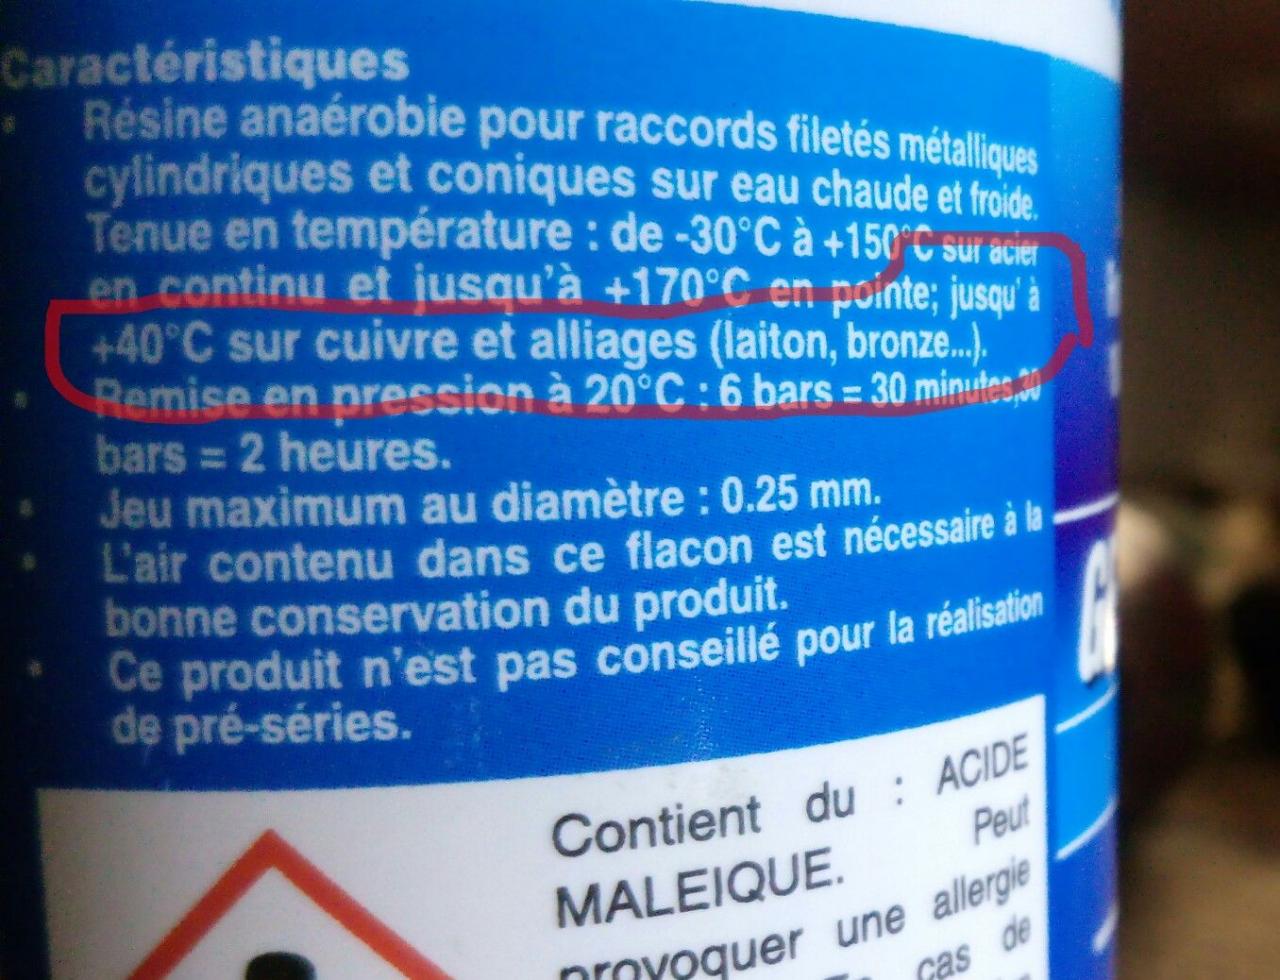 Caractéristiques
Résine anaérobie pour raccords filetés métalliques
cylindriques et coniques sur eau chaude et froide.
Tenue en température : de -30°C à +150°C sur acier
en continu et jusqu'à +170°C en pointe; jusqu' à
+40°C sur cuivre et alliages (laiton, bronze...).
Remise en pression à 20°C : 6 bars = 30 minutes,30
bars = 2 heures.
Jeu maximum au diamètre : 0.25 mm.
L'air contenu dans ce flacon est nécessaire à la
bonne conservation du produit.
Ce produit n'est pas conseillé pour la réalisation
de pré-séries.
Contient du : ACIDE
MALEIQUE. Peut
provoquer une allergie
cas de